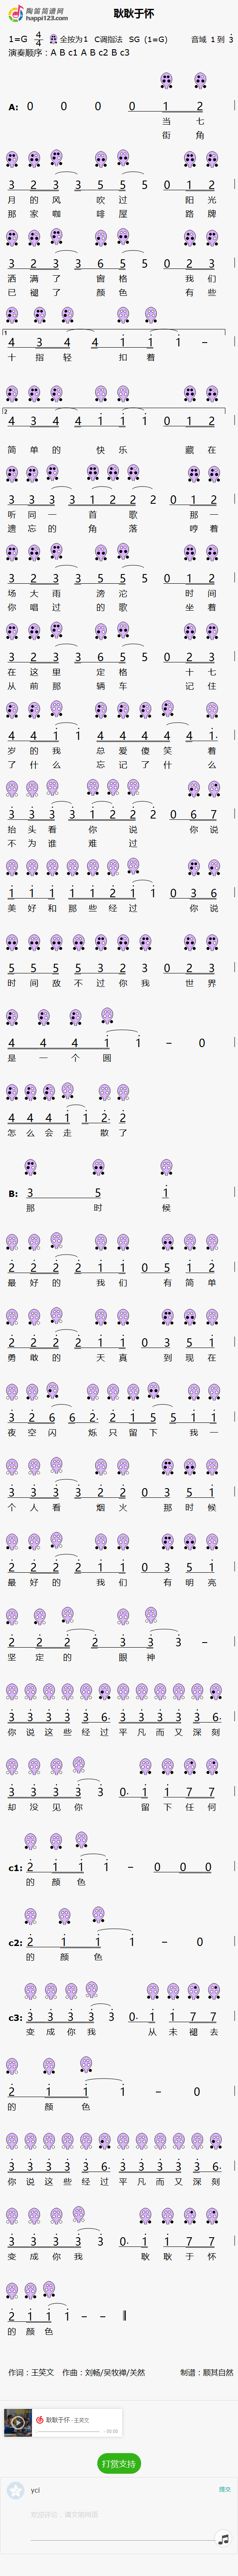 陶笛简谱网
happi123.com
耿耿于怀
1=G 4/4 全按为1 C调指法 SG (1=G) 音域 1 到 3
演奏顺序：A B c1 A B c2 B c3
A: 0 0 0 0 1 2
当 七
街 角
3 2 3 3 5 5 5 0 1 2
月 的 风 吹 过 阳 光
那 家 咖 啡 屋 路 牌
3 2 3 3 6 5 5 0 2 3
洒 满 了 窗 格 我 们
已 褪 了 颜 色 有 些
1
4 3 4 4 1 1 1 –
十 指 轻 扣 着
2
4 3 4 4 1 1 1 0 1 2
简 单 的 快 乐 藏 在
3 3 3 3 1 2 2 2 0 1 2
听 同 一 首 歌 那 一
遗 忘 的 角 落 哼 着
3 2 3 3 5 5 5 0 1 2
场 大 雨 滂 沱 时 间
你 唱 过 的 歌 坐 着
3 2 3 3 6 5 5 0 2 3
在 这 里 定 格 十 七
从 前 那 辆 车 记 住
4 4 1 1 4 4 4 4 4 1.
岁 的 我 总 爱 傻 笑 着
了 什 么 忘 记 了 什 么
3 3 3 3 1 2 2 2 0 6 7
抬 头 看 你 说 你 说
不 为 谁 难 过
1 1 1 1 1 2 1 1 0 3 6
美 好 和 那 些 经 过 你 说
5 5 5 5 3 2 3 0 2 3
时 间 敌 不 过 你 我 世 界
4 4 4 1 1 – 0
是 一 个 圆
4 4 4 1 1 2. 2
怎 么 会 走 散 了
B: 3 5 1
那 时 候
2 2 2 2 1 1 0 5 1 2
最 好 的 我 们 有 简 单
2 2 2 2 1 1 0 3 5 1
勇 敢 的 天 真 到 现 在
3 2 6 6 2. 2 1 5 5 1 1
夜 空 闪 烁 只 留 下 我 一
3 3 3 3 2 2 0 3 5 1
个 人 看 烟 火 那 时 候
2 2 2 2 1 1 0 3 5 1
最 好 的 我 们 有 明 亮
2 2 2 2 3 3 3 –
坚 定 的 眼 神
3 3 3 3 3 6. 3 3 3 3 3 6.
你 说 这 些 经 过 平 凡 而 又 深 刻
3 3 3 3 3 0. 1 1 7 7
却 没 见 你 留 下 任 何
c1: 2 1 1 1 – 0 0 0
的 颜 色
c2: 2 1 1 1 – 0
的 颜 色
c3: 3 3 3 3 3 0. 1 1 7 7
变 成 你 我 从 未 褪 去
2 1 1 1 – 0
的 颜 色
3 3 3 3 3 6. 3 3 3 3 3 6.
你 说 这 些 经 过 平 凡 而 又 深 刻
3 3 3 3 3 0. 1 1 7 7
变 成 你 我 耿 耿 于 怀
2 1 1 1 – –
的 颜 色
作词：王笑文 作曲：刘畅/吴牧禅/关然 制谱：顺其自然
耿耿于怀 - 王笑文
- 00:00
打赏支持
yci
提交